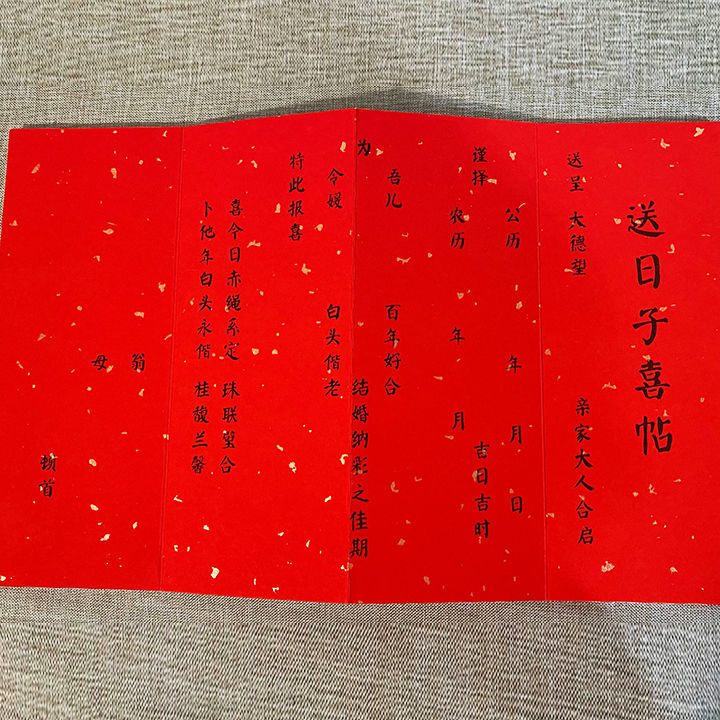 送日子喜帖
送呈 大德望 亲家大人合启
公历 年 月 日
谨择 吉日吉时
农历 年 月
吾儿 百年好合
为 结婚纳彩之佳期
令嫒 白头偕老
特此报喜
喜今日赤绳系定 珠联璧合
卜他年白头永偕 桂馥兰馨
翁
母
顿首